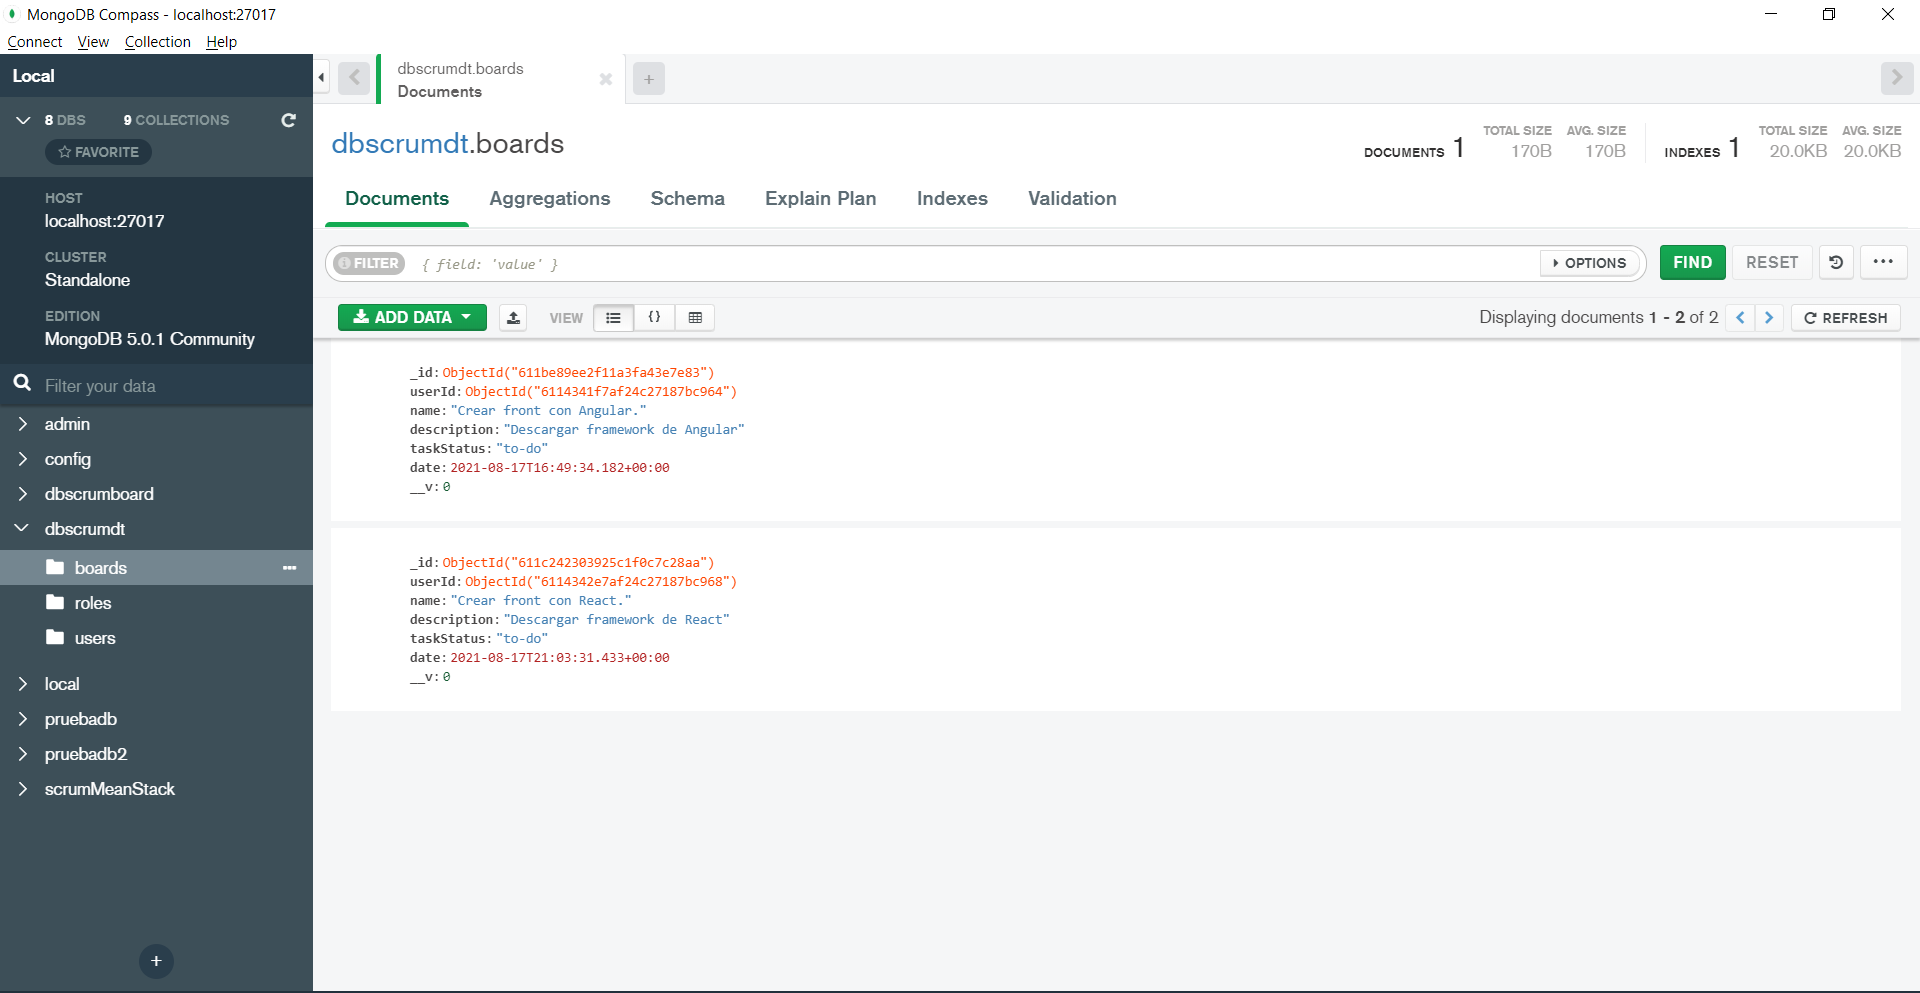 MongoDB Compass - localhost:27017
Connect View Collection Help
Local
8 DBS 9 COLLECTIONS
FAVORITE
HOST
localhost:27017
CLUSTER
Standalone
EDITION
MongoDB 5.0.1 Community
Filter your data
admin
config
dbscrumboard
dbscrumdt
boards
roles
users
local
pruebadb
pruebadb2
scrumMeanStack
+
dbscrumdt.boards
Documents
+
dbscrumdt.boards
DOCUMENTS 1 TOTAL SIZE 170B AVG. SIZE 170B INDEXES 1 TOTAL SIZE 20.0KB AVG. SIZE 20.0KB
Documents Aggregations Schema Explain Plan Indexes Validation
FILTER { field: 'value' } OPTIONS FIND RESET ...
ADD DATA VIEW {} Displaying documents 1 - 2 of 2 REFRESH
_id: ObjectId("611be89ee2f11a3fa43e7e83")
userId: ObjectId("6114341f7af24c27187bc964")
name: "Crear front con Angular."
description: "Descargar framework de Angular"
taskStatus: "to-do"
date: 2021-08-17T16:49:34.182+00:00
__v: 0
_id: ObjectId("611c242303925c1f0c7c28aa")
userId: ObjectId("6114342e7af24c27187bc968")
name: "Crear front con React."
description: "Descargar framework de React"
taskStatus: "to-do"
date: 2021-08-17T21:03:31.433+00:00
__v: 0